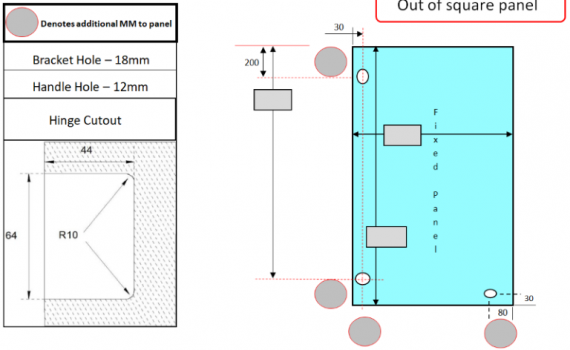 Denotes additional MM to panel
Bracket Hole – 18mm
Handle Hole – 12mm
Hinge Cutout
44
64
R10
Out of square panel
30
200
Fixed Panel
30
80